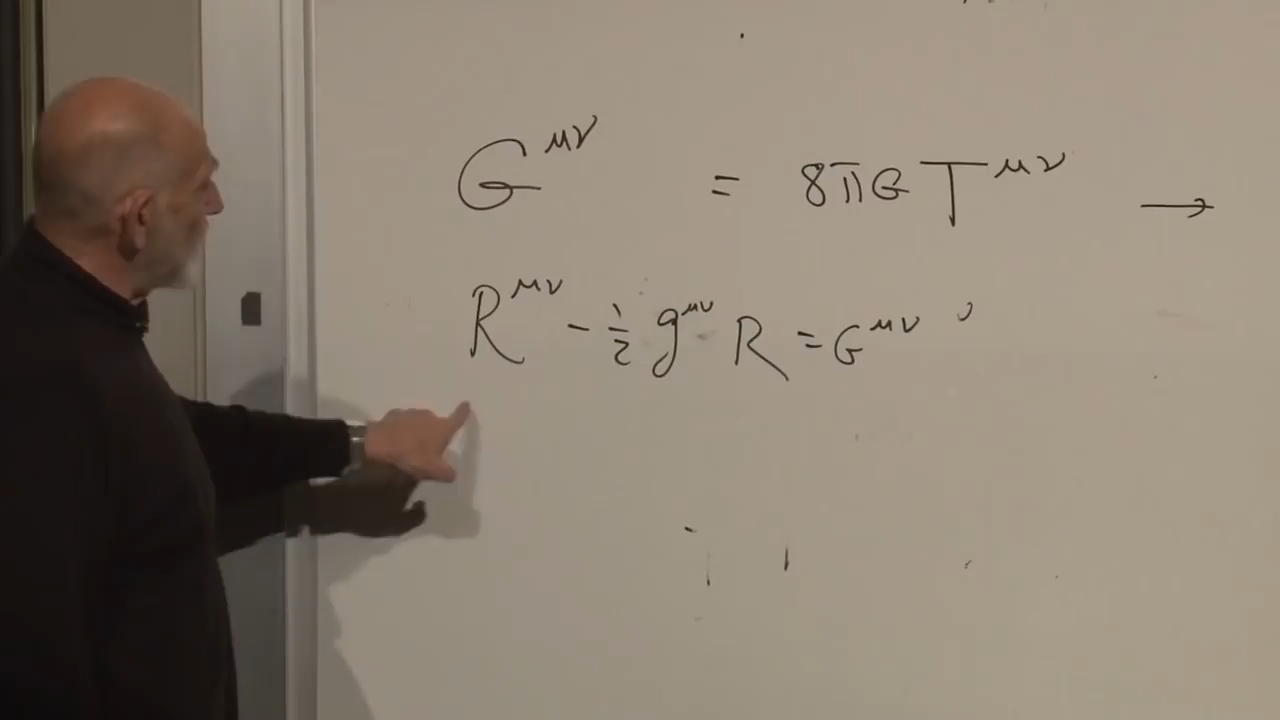 G^μν = 8πG T^μν →
R^μν - ½ g^μν R = G^μν